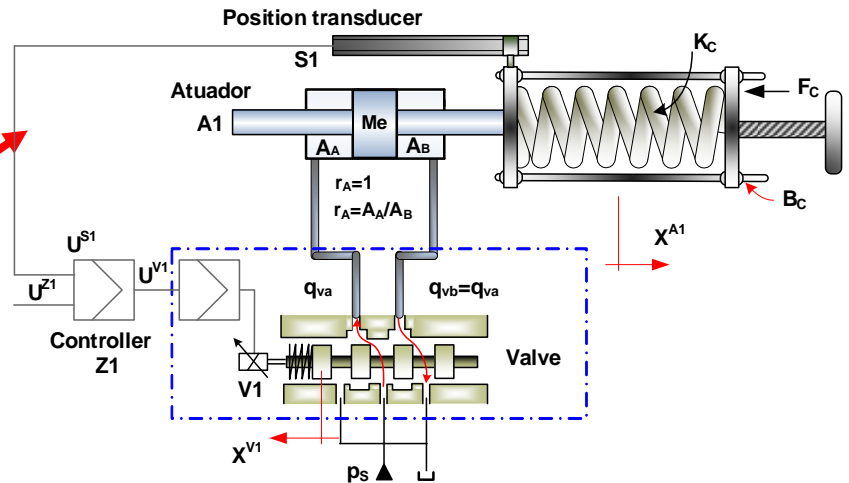 Position transducer
S1
K_C
Atuador
A1
Me
F_C
A_A
A_B
r_A=1
r_A=A_A/A_B
B_C
X^A1
U^S1
U^V1
U^Z1
q_va
q_vb=q_va
Controller
Z1
Valve
V1
X^V1
p_S